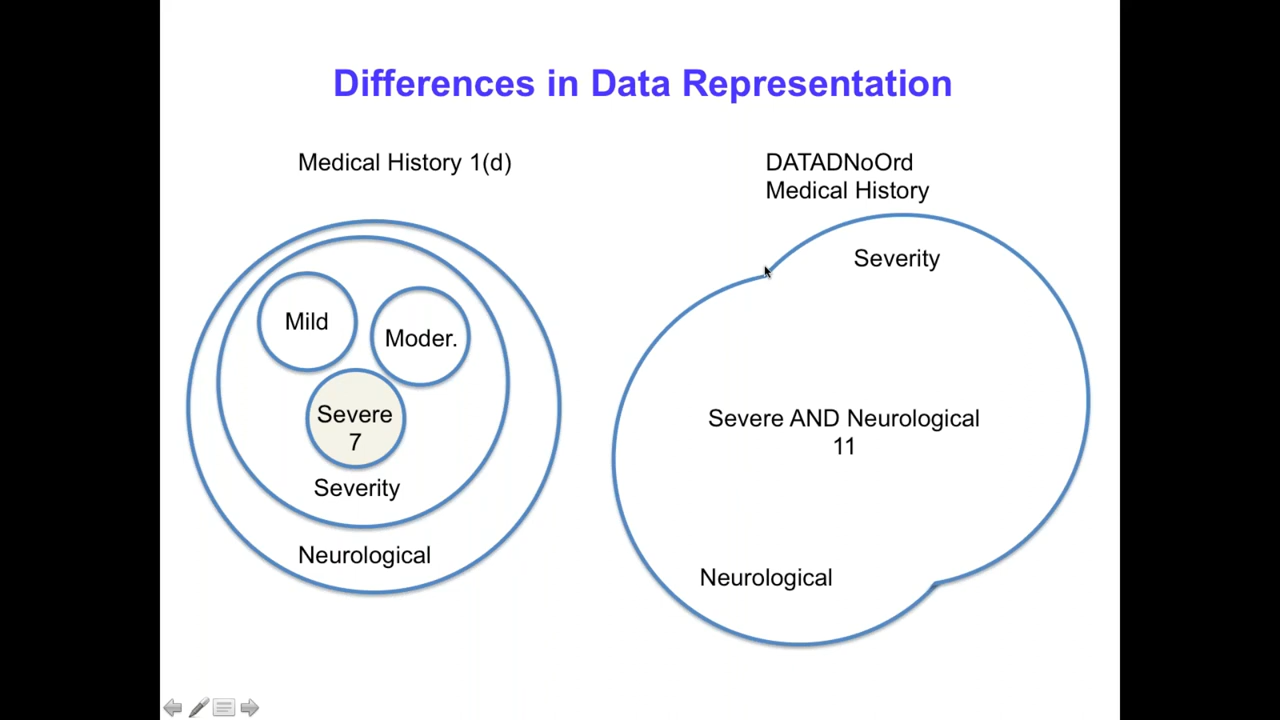 Differences in Data Representation
Medical History 1(d)
Mild
Moder.
Severe
7
Severity
Neurological
DATADNoOrd
Medical History
Severity
Severe AND Neurological
11
Neurological